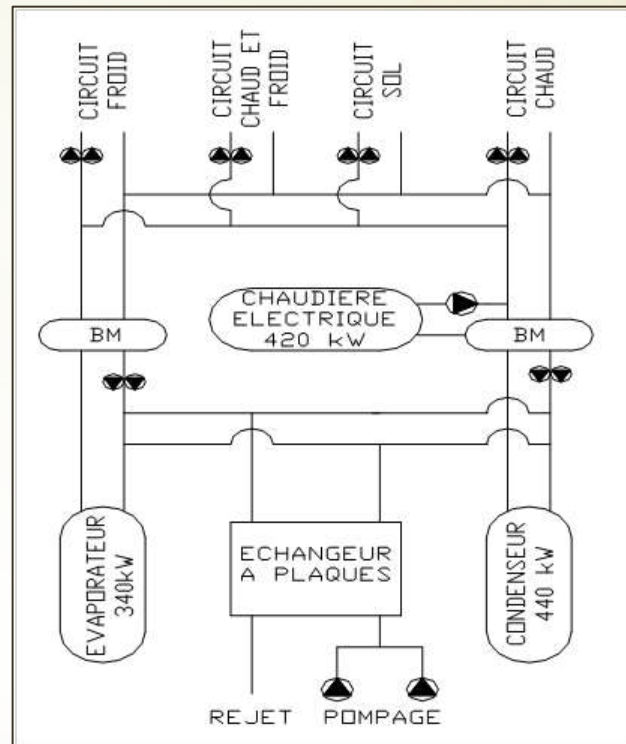 CIRCUIT
FROID
CIRCUIT
CHAUD ET
FROID
CIRCUIT
SOL
CIRCUIT
CHAUD
CHAUDIERE
ELECTRIQUE
420 kW
BM
BM
EVAPORATEUR
340kW
ECHANGEUR
A PLAQUES
CONDENSEUR
440 kW
REJET
POMPAGE